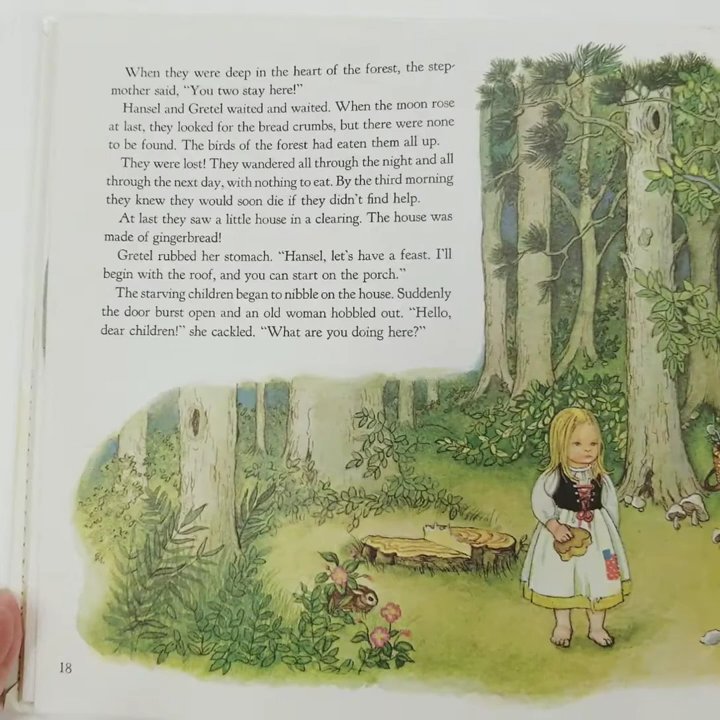 When they were deep in the heart of the forest, the step-
mother said, “You two stay here!”
Hansel and Gretel waited and waited. When the moon rose
at last, they looked for the bread crumbs, but there were none
to be found. The birds of the forest had eaten them all up.
They were lost! They wandered all through the night and all
through the next day, with nothing to eat. By the third morning
they knew they would soon die if they didn’t find help.
At last they saw a little house in a clearing. The house was
made of gingerbread!
Gretel rubbed her stomach. “Hansel, let’s have a feast. I’ll
begin with the roof, and you can start on the porch.”
The starving children began to nibble on the house. Suddenly
the door burst open and an old woman hobbled out. “Hello,
dear children!” she cackled. “What are you doing here?”
18